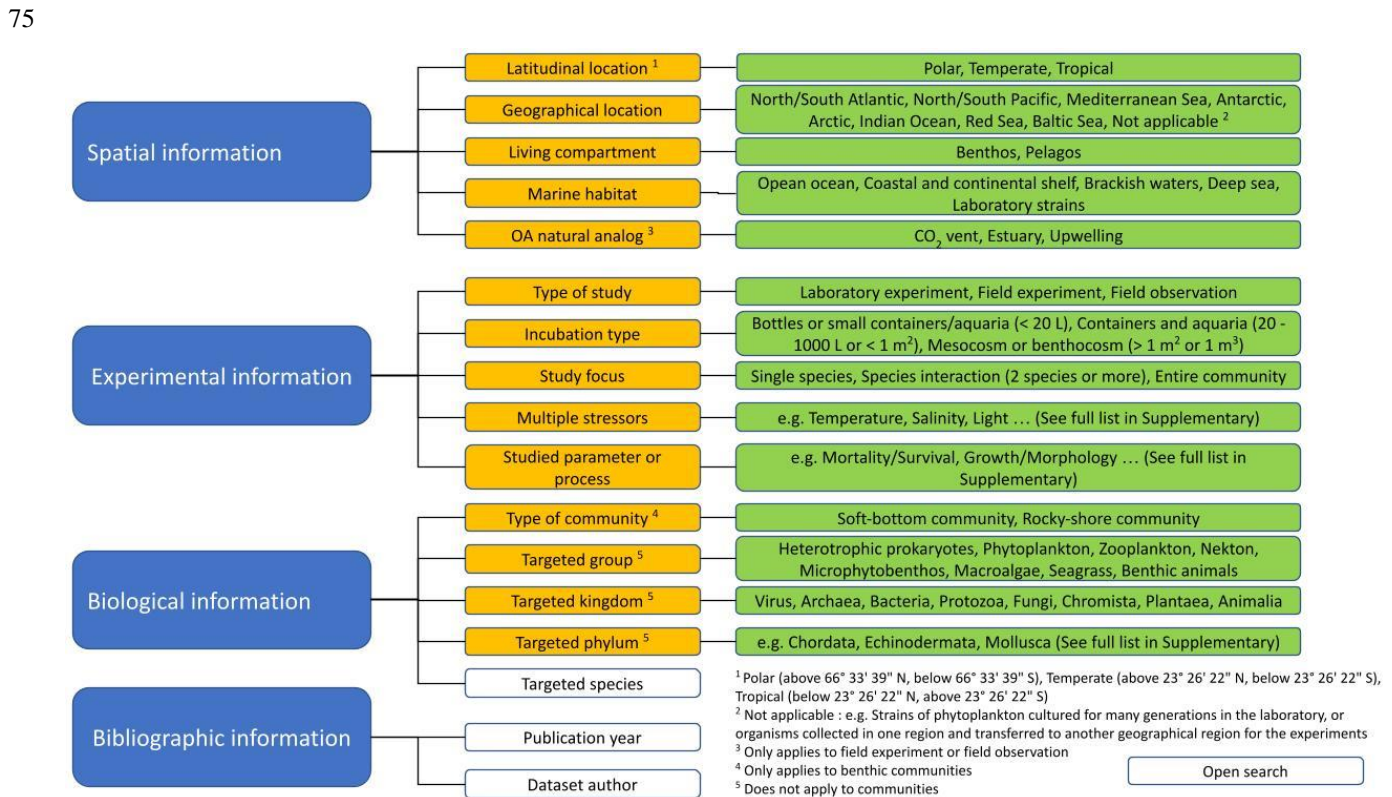 75
Spatial information
Latitudinal location 1
Polar, Temperate, Tropical
Geographical location
North/South Atlantic, North/South Pacific, Mediterranean Sea, Antarctic,
Arctic, Indian Ocean, Red Sea, Baltic Sea, Not applicable 2
Living compartment
Benthos, Pelagos
Marine habitat
Opean ocean, Coastal and continental shelf, Brackish waters, Deep sea,
Laboratory strains
OA natural analog 3
CO2 vent, Estuary, Upwelling
Experimental information
Type of study
Laboratory experiment, Field experiment, Field observation
Incubation type
Bottles or small containers/aquaria (< 20 L), Containers and aquaria (20 -
1000 L or < 1 m2), Mesocosm or benthocosm (> 1 m2 or 1 m3)
Study focus
Single species, Species interaction (2 species or more), Entire community
Multiple stressors
e.g. Temperature, Salinity, Light … (See full list in Supplementary)
Studied parameter or
process
e.g. Mortality/Survival, Growth/Morphology … (See full list in
Supplementary)
Biological information
Type of community 4
Soft-bottom community, Rocky-shore community
Targeted group 5
Heterotrophic prokaryotes, Phytoplankton, Zooplankton, Nekton,
Microphytobenthos, Macroalgae, Seagrass, Benthic animals
Targeted kingdom 5
Virus, Archaea, Bacteria, Protozoa, Fungi, Chromista, Plantaea, Animalia
Targeted phylum 5
e.g. Chordata, Echinodermata, Mollusca (See full list in Supplementary)
Targeted species
Bibliographic information
Publication year
Dataset author
1 Polar (above 66° 33' 39" N, below 66° 33' 39" S), Temperate (above 23° 26' 22" N, below 23° 26' 22" S),
Tropical (below 23° 26' 22" N, above 23° 26' 22" S)
2 Not applicable : e.g. Strains of phytoplankton cultured for many generations in the laboratory, or
organisms collected in one region and transferred to another geographical region for the experiments
3 Only applies to field experiment or field observation
4 Only applies to benthic communities
5 Does not apply to communities
Open search